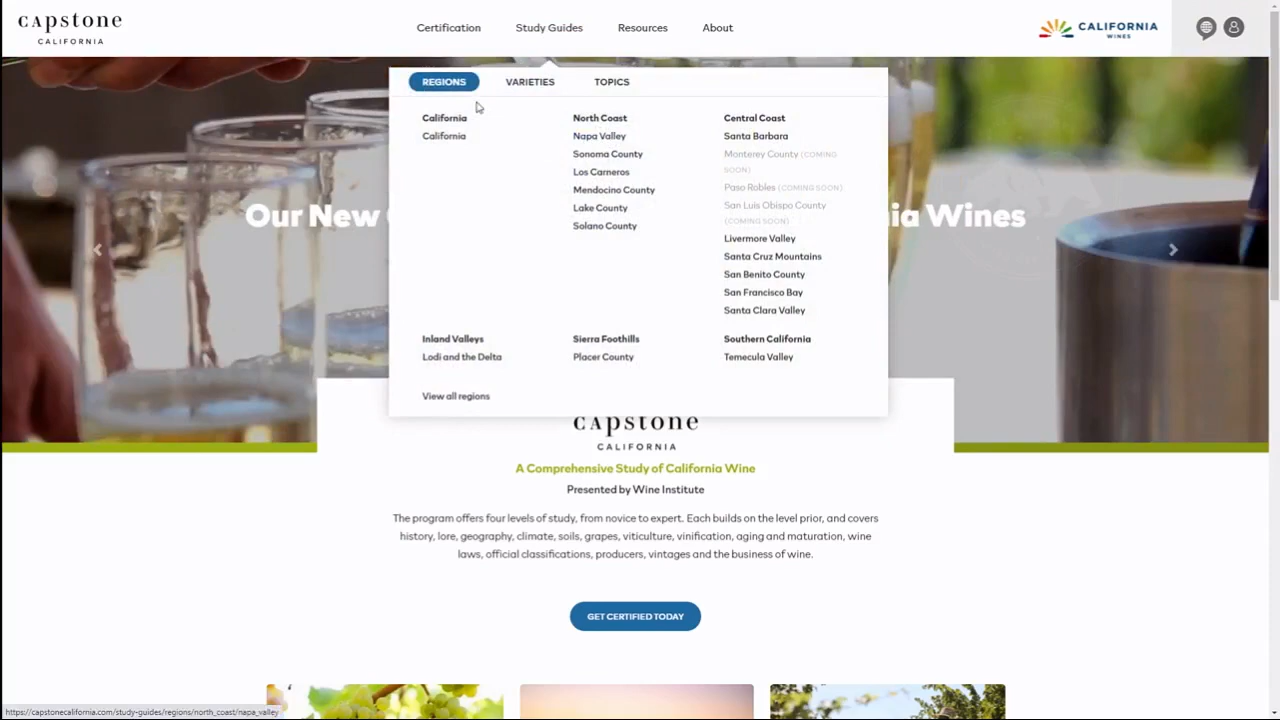 capstone
CALIFORNIA
Certification
Study Guides
Resources
About
CALIFORNIA
WINES
REGIONS
VARIETIES
TOPICS
California
California
North Coast
Napa Valley
Sonoma County
Los Carneros
Mendocino County
Lake County
Solano County
Central Coast
Santa Barbara
Monterey County (COMING
SOON)
Paso Robles (COMING SOON)
San Luis Obispo County
(COMING SOON)
Livermore Valley
Santa Cruz Mountains
San Benito County
San Francisco Bay
Santa Clara Valley
Inland Valleys
Lodi and the Delta
Sierra Foothills
Placer County
Southern California
Temecula Valley
View all regions
Our New
Wines
capstone
CALIFORNIA
A Comprehensive Study of California Wine
Presented by Wine Institute
The program offers four levels of study, from novice to expert. Each builds on the level prior, and covers
history, lore, geography, climate, soils, grapes, viticulture, vinification, aging and maturation, wine
laws, official classifications, producers, vintages and the business of wine.
GET CERTIFIED TODAY
https://capstonecalifornia.com/study-guides/regions/north_coast/napa_valley